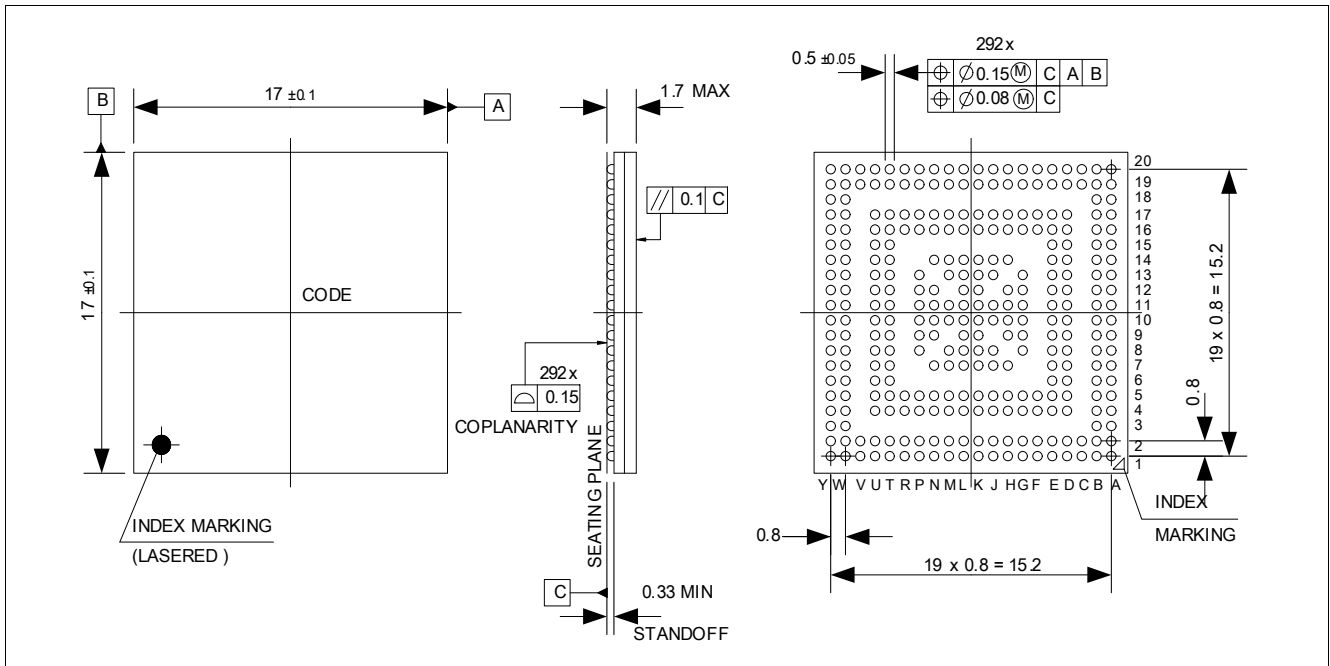 B
17 ±0.1
A
17 ±0.1
CODE
INDEX MARKING
(LASERED )
1.7 MAX
// 0.1 C
292x
⌓ 0.15
COPLANARITY
SEATING PLANE
C
0.33 MIN
STANDOFF
0.5 ±0.05
292x
⌖ ∅0.15 Ⓜ C A B
⌖ ∅0.08 Ⓜ C
20
19
18
17
16
15
14
13
12
11
10
9
8
7
6
5
4
3
2
1
19 x 0.8 = 15.2
0.8
Y W V U T R P N M L K J H G F E D C B A
INDEX
MARKING
0.8
19 x 0.8 = 15.2